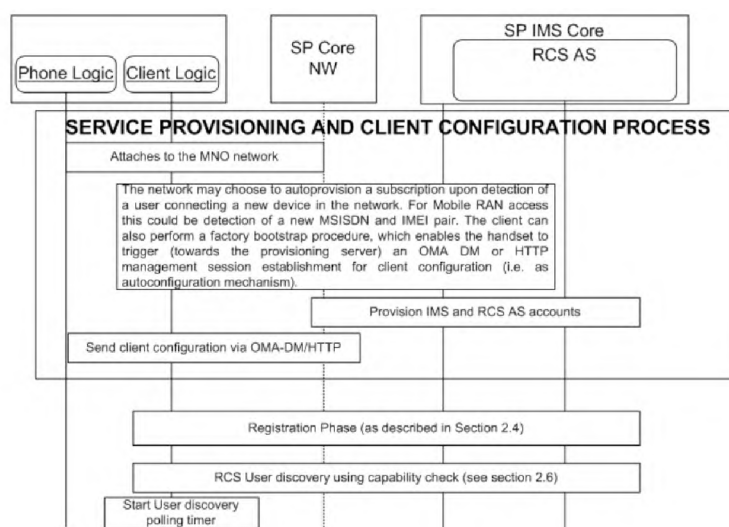 SP IMS Core
SP Core
NW
RCS AS
Phone Logic
Client Logic
SERVICE PROVISIONING AND CLIENT CONFIGURATION PROCESS
Attaches to the MNO network
The network may choose to autoprovision a subscription upon detection of
a user connecting a new device in the network. For Mobile RAN access
this could be detection of a new MSISDN and IMEI pair. The client can
also perform a factory bootstrap procedure, which enables the handset to
trigger (towards the provisioning server) an OMA DM or HTTP
management session establishment for client configuration (i.e. as
autoconfiguration mechanism).
Provision IMS and RCS AS accounts
Send client configuration via OMA-DM/HTTP
Registration Phase (as described in Section 2.4)
RCS User discovery using capability check (see section 2.6)
Start User discovery
polling timer